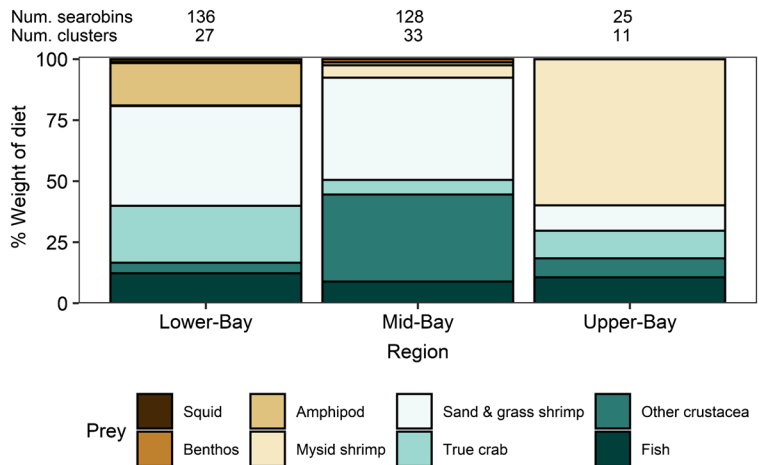 Num. searobins 136 128 25
Num. clusters 27 33 11
100
75
50
25
0
% Weight of diet
Lower-Bay Mid-Bay Upper-Bay
Region
Prey
Squid Amphipod Sand & grass shrimp Other crustacea
Benthos Mysid shrimp True crab Fish